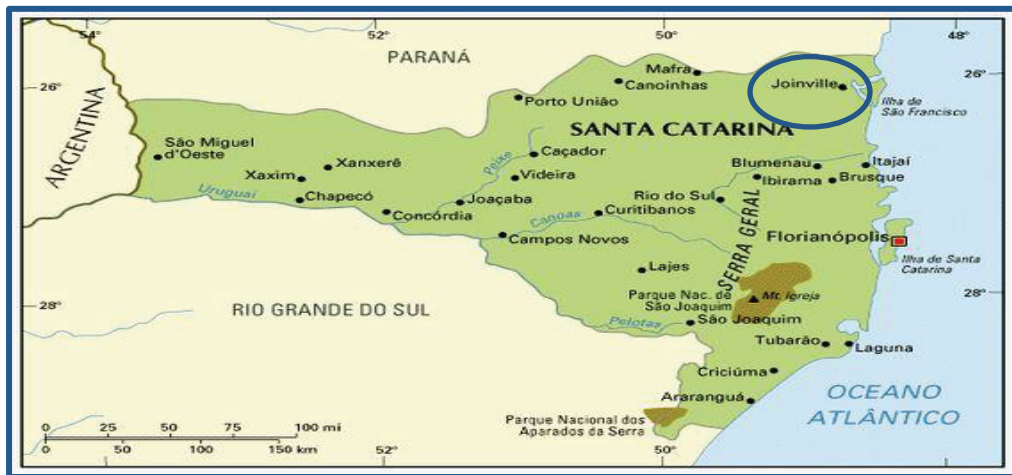 54°
52°
50°
48°
PARANÁ
26°
26°
Mafra
Canoinhas
Joinville
Porto União
Ilha de
São Francisco
ARGENTINA
SANTA CATARINA
São Miguel
d'Oeste
Caçador
Xanxerê
Peixe
Blumenau
Itajaí
Xaxim
Videira
Ibirama
Brusque
Uruguai
Chapecó
Joaçaba
Rio do Sul
Concórdia
Canoas
Curitibanos
SERRA GERAL
Florianópolis
Campos Novos
Ilha de Santa
Catarina
Lajes
28°
28°
Parque Nac. de
São Joaquim
Mt. Igreja
RIO GRANDE DO SUL
Pelotas
São Joaquim
Tubarão
Laguna
Criciúma
Araranguá
OCEANO
ATLÂNTICO
Parque Nacional dos
Aparados da Serra
0 25 50 75 100 mi
0 50 100 150 km
52°
50°